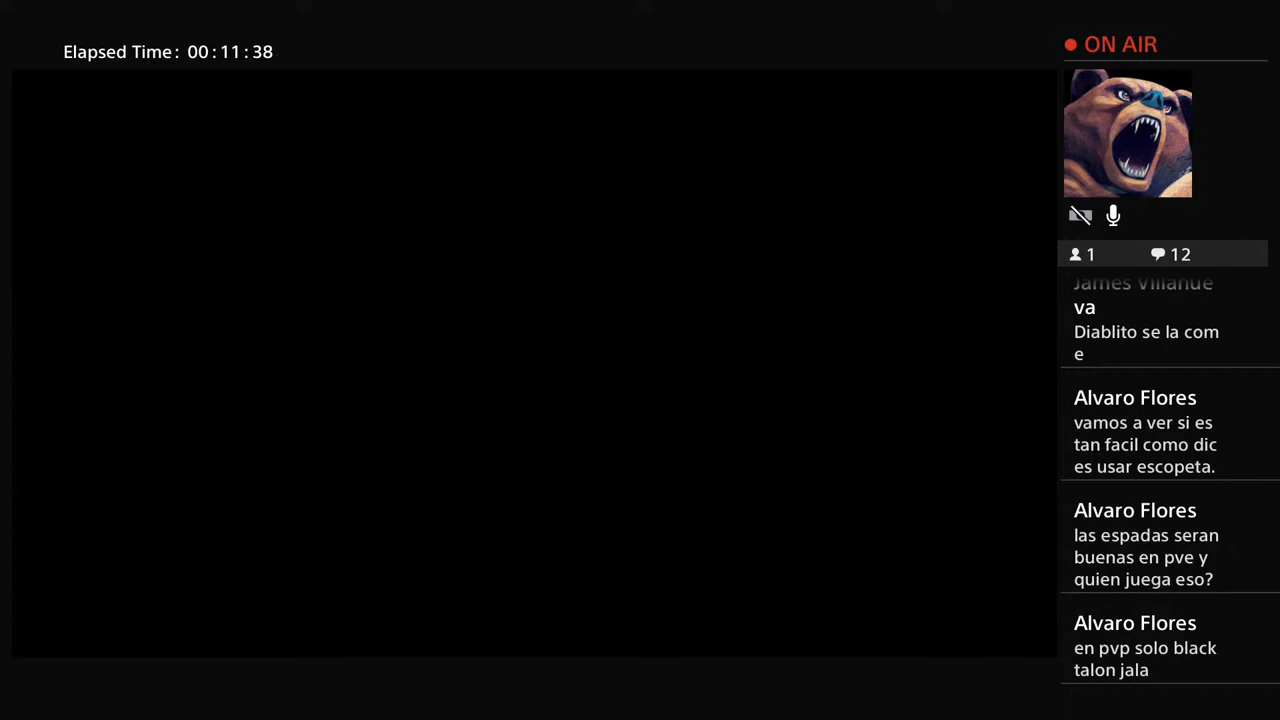 Elapsed Time: 00:11:38
ON AIR
1 12
James Villanue
va
Diablito se la com
e
Alvaro Flores
vamos a ver si es
tan facil como dic
es usar escopeta.
Alvaro Flores
las espadas seran
buenas en pve y
quien juega eso?
Alvaro Flores
en pvp solo black
talon jala